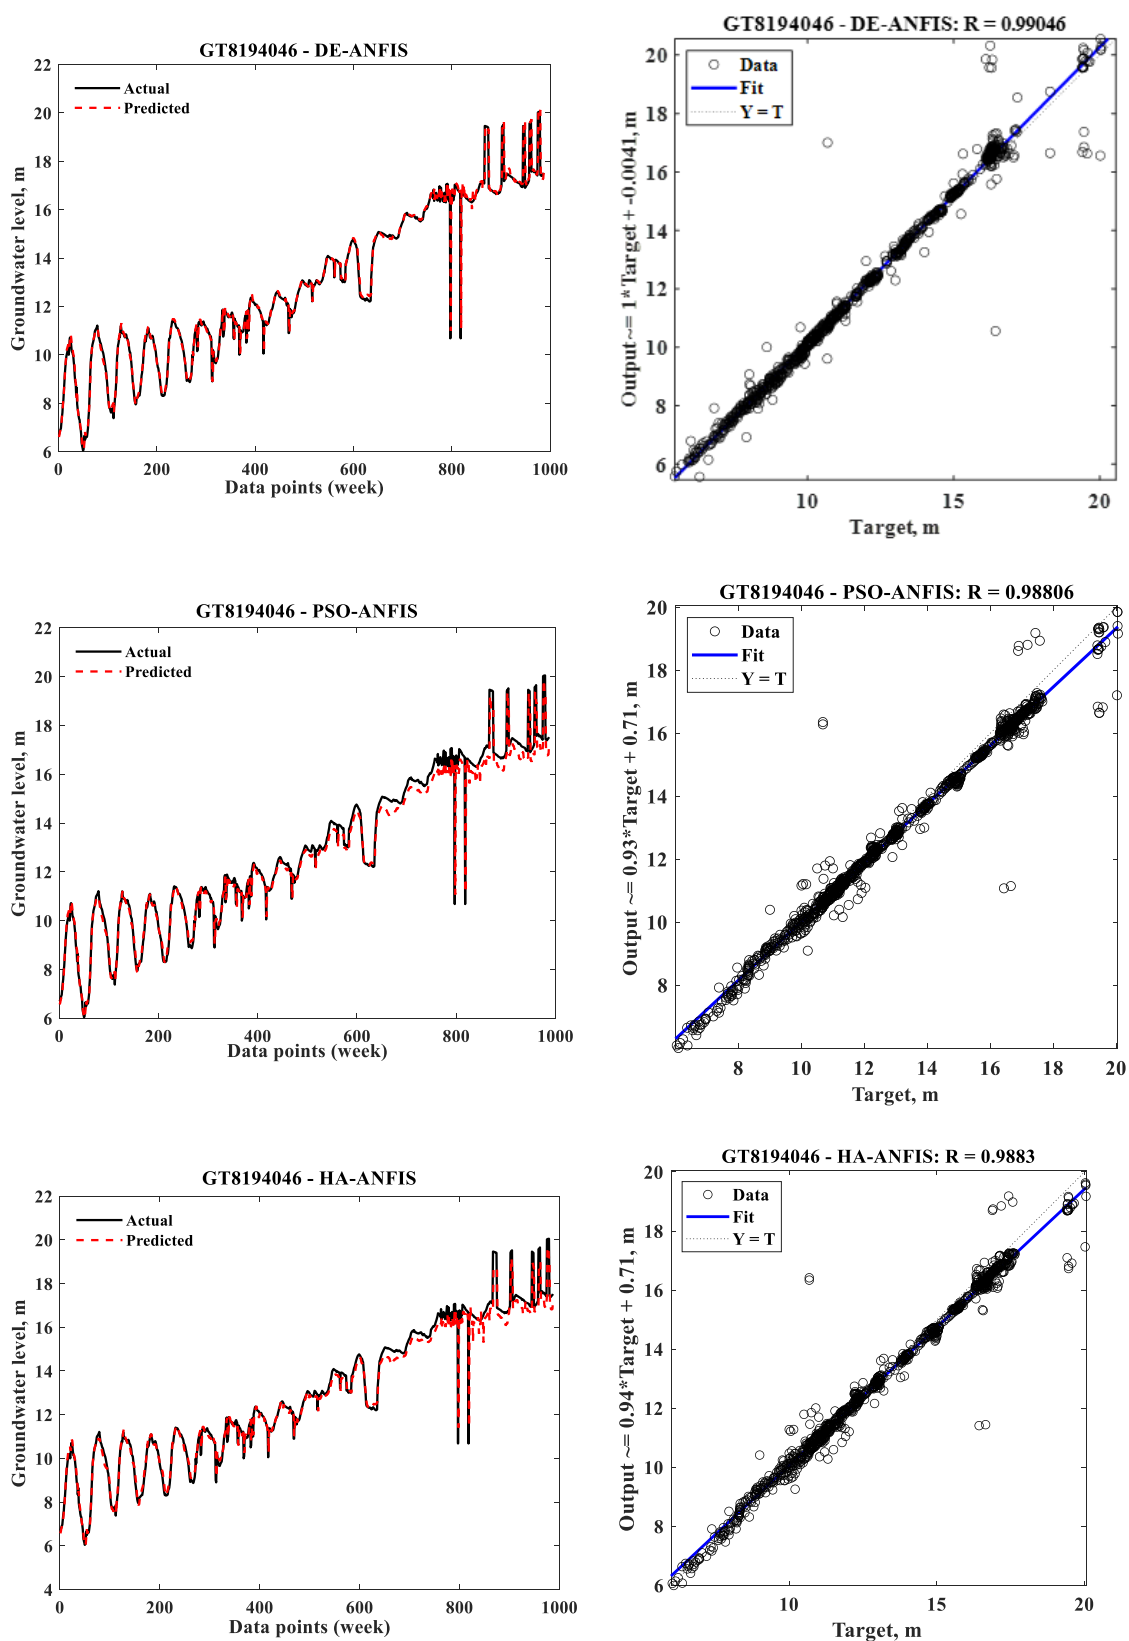 GT8194046 - DE-ANFIS
22
20
18
16
14
12
10
8
6
0
200
400
600
800
1000
Actual
Predicted
Groundwater level, m
Data points (week)
GT8194046 - DE-ANFIS: R = 0.99046
20
18
16
14
12
10
8
6
10
15
20
Data
Fit
Y = T
Output ~= 1*Target + -0.0041, m
Target, m
GT8194046 - PSO-ANFIS
22
20
18
16
14
12
10
8
6
0
200
400
600
800
1000
Actual
Predicted
Groundwater level, m
Data points (week)
GT8194046 - PSO-ANFIS: R = 0.98806
20
18
16
14
12
10
8
8
10
12
14
16
18
20
Data
Fit
Y = T
Output ~= 0.93*Target + 0.71, m
Target, m
GT8194046 - HA-ANFIS
22
20
18
16
14
12
10
8
6
4
0
200
400
600
800
1000
Actual
Predicted
Groundwater level, m
Data points (week)
GT8194046 - HA-ANFIS: R = 0.9883
20
18
16
14
12
10
8
6
10
15
20
Data
Fit
Y = T
Output ~= 0.94*Target + 0.71, m
Target, m